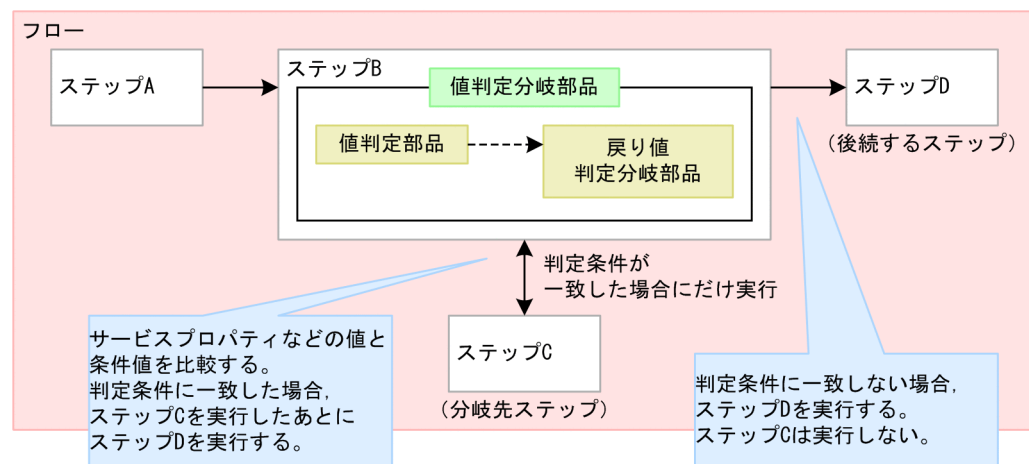 フロー
ステップA
ステップB
値判定分岐部品
値判定部品
戻り値
判定分岐部品
ステップD
(後続するステップ)
判定条件が
一致した場合にだけ実行
ステップC
(分岐先ステップ)
サービスプロパティなどの値と
条件値を比較する。
判定条件に一致した場合,
ステップCを実行したあとに
ステップDを実行する。
判定条件に一致しない場合,
ステップDを実行する。
ステップCは実行しない。